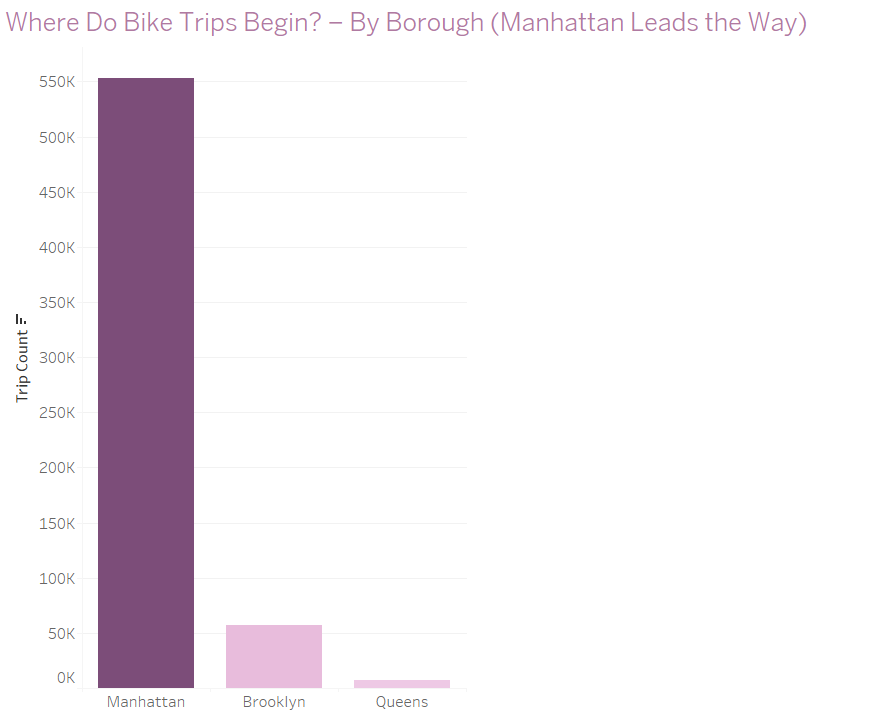 Where Do Bike Trips Begin? – By Borough (Manhattan Leads the Way)
550K
500K
450K
400K
350K
300K
250K
200K
150K
100K
50K
0K
Trip Count
Manhattan Brooklyn Queens